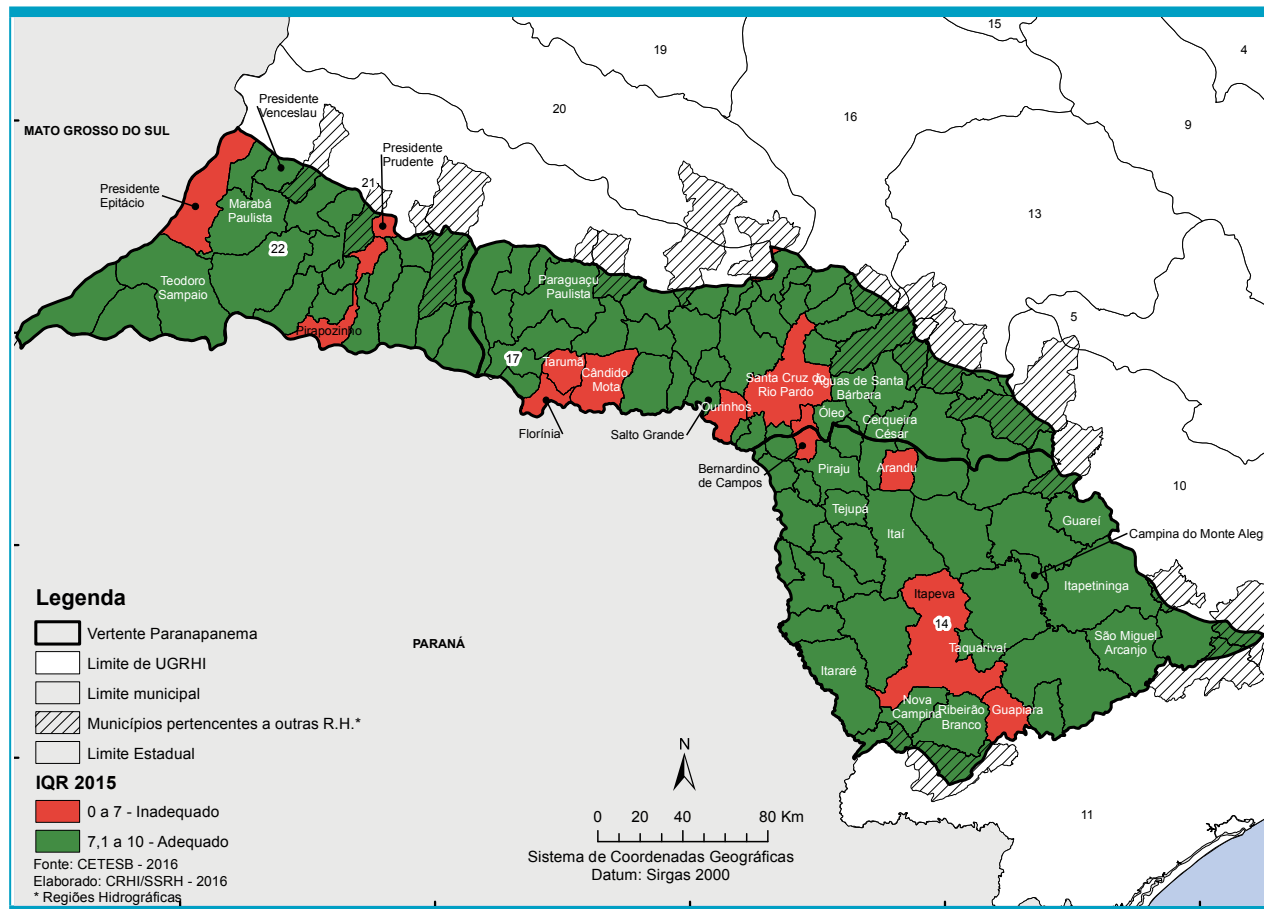 15
19
4
20
16
9
Presidente
Venceslau
MATO GROSSO DO SUL
Presidente
Prudente
21
Presidente
Epitácio
Marabá
Paulista
13
22
Teodoro
Sampaio
Paraguaçu
Paulista
5
Pirapozinho
17
Tarumã
Cândido
Mota
Santa Cruz do
Rio Pardo
Águas de Santa
Bárbara
Ourinhos
Óleo
Cerqueira
César
Florínia
Salto Grande
Bernardino
de Campos
Piraju
Arandu
10
Tejupá
Guareí
Itaí
Campina do Monte Aleg
Itapetininga
Itapeva
14
São Miguel
Arcanjo
Taquarivaí
Itararé
Nova
Campina
Ribeirão
Branco
Guapiara
11
PARANÁ
Legenda
Vertente Paranapanema
Limite de UGRHI
Limite municipal
Municípios pertencentes a outras R.H.*
Limite Estadual
IQR 2015
0 a 7 - Inadequado
7,1 a 10 - Adequado
Fonte: CETESB - 2016
Elaborado: CRHI/SSRH - 2016
* Regiões Hidrográficas
N
0 20 40 60 80 Km
Sistema de Coordenadas Geográficas
Datum: Sirgas 2000